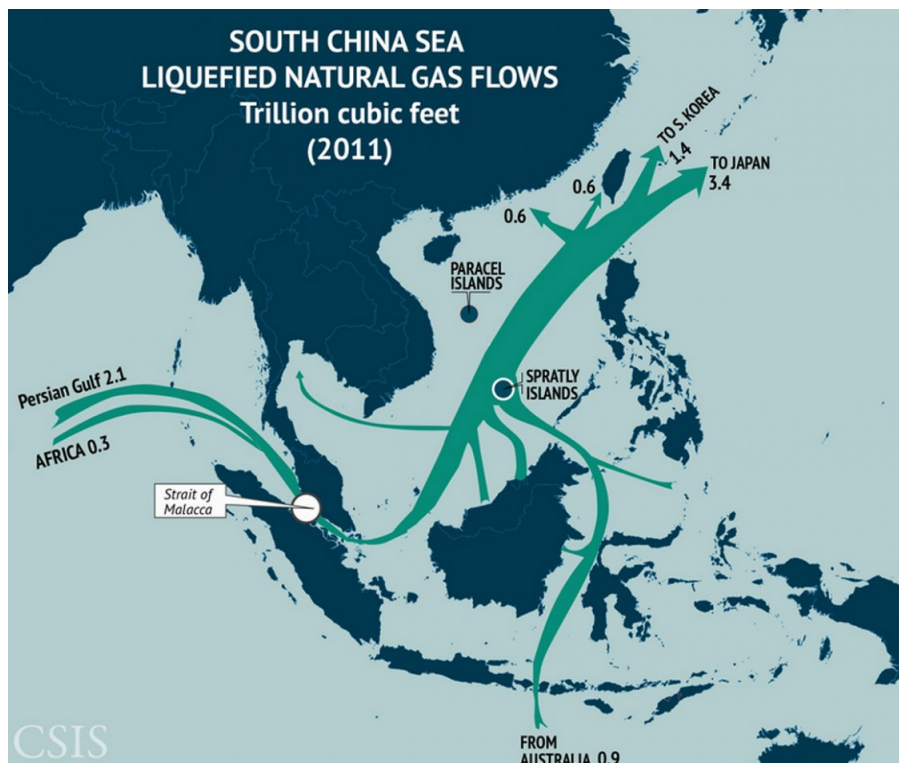 SOUTH CHINA SEA
LIQUEFIED NATURAL GAS FLOWS
Trillion cubic feet
(2011)
TO S. KOREA
1.4
TO JAPAN
3.4
0.6
0.6
PARACEL
ISLANDS
SPRATLY
ISLANDS
Persian Gulf 2.1
AFRICA 0.3
Strait of
Malacca
CSIS
FROM
AUSTRALIA 0.9